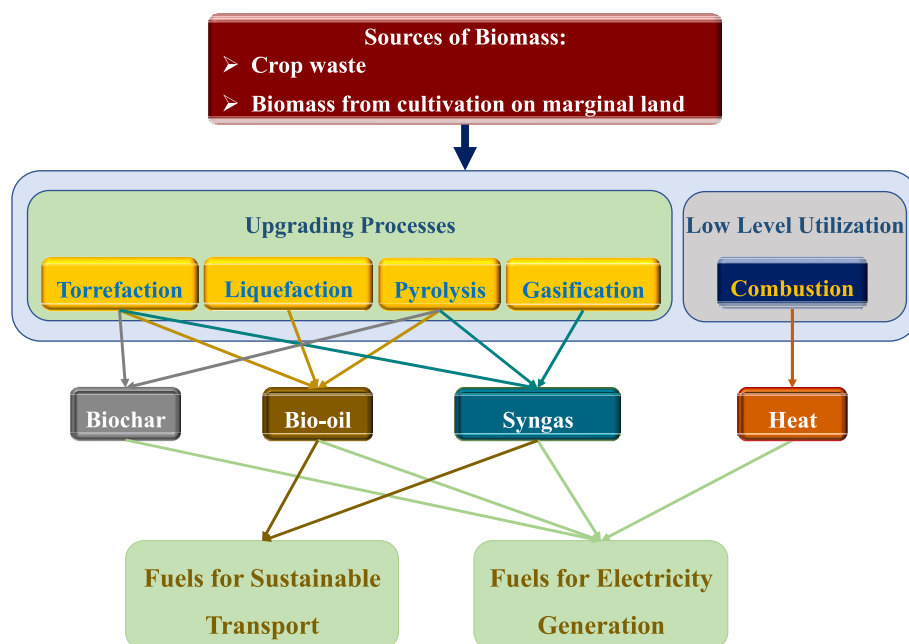 Sources of Biomass:
➢ Crop waste
➢ Biomass from cultivation on marginal land
Upgrading Processes
Low Level Utilization
Torrefaction
Liquefaction
Pyrolysis
Gasification
Combustion
Biochar
Bio-oil
Syngas
Heat
Fuels for Sustainable
Transport
Fuels for Electricity
Generation